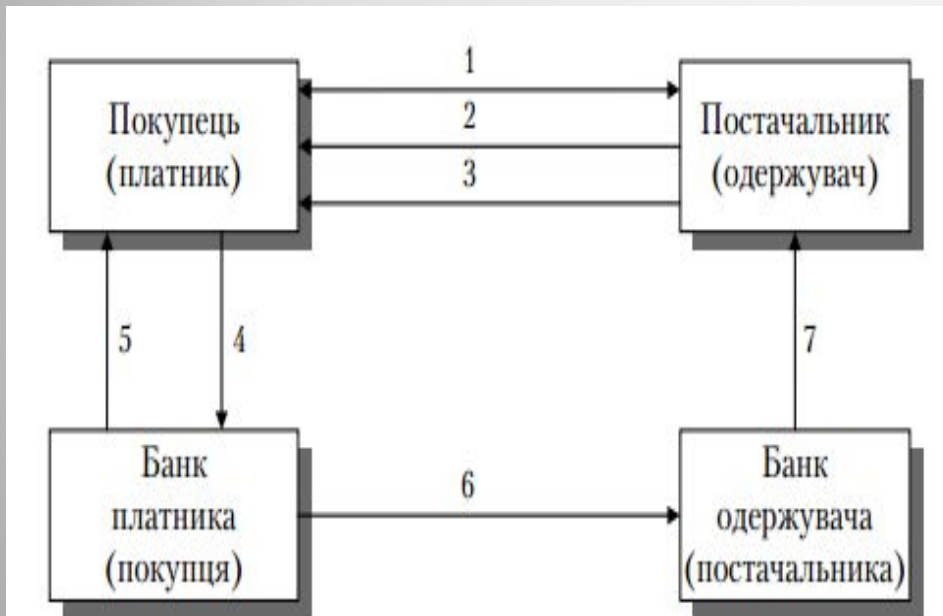 1
Покупець
(платник)
2
3
Постачальник
(одержувач)
5
4
7
Банк
платника
(покупця)
6
Банк
одержувача
(постачальника)